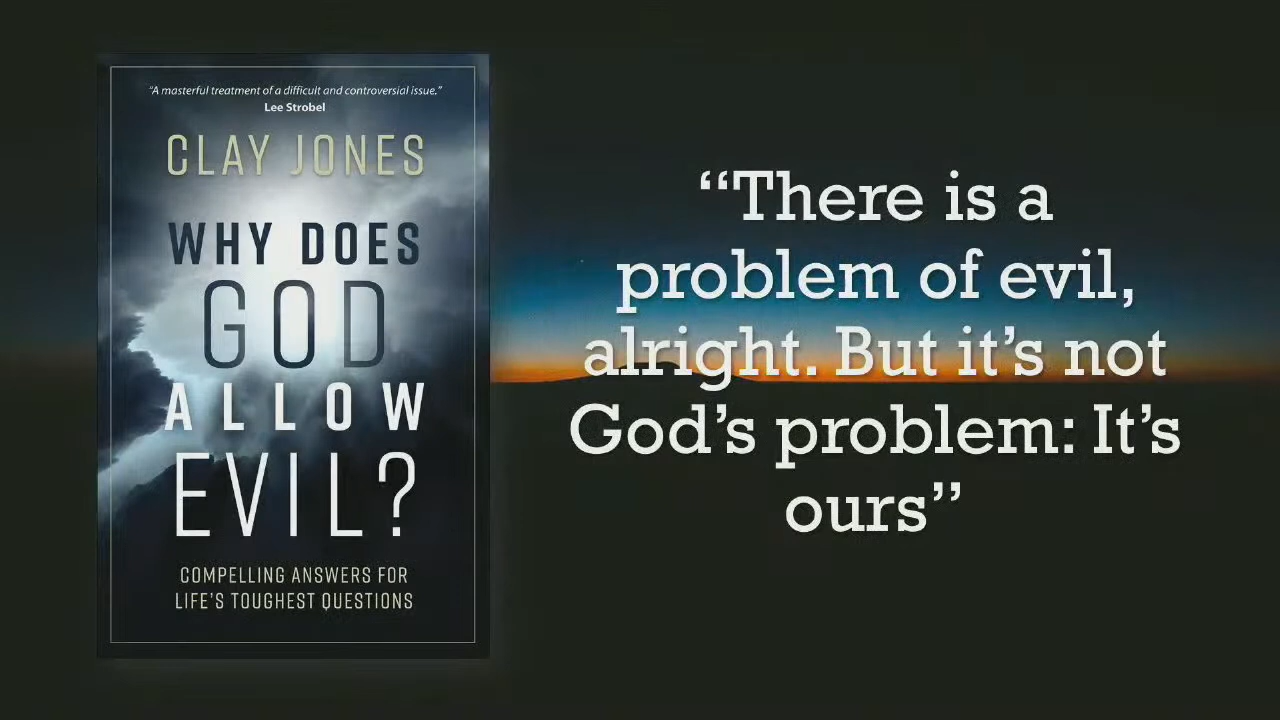 "A masterful treatment of a difficult and controversial issue."
Lee Strobel
CLAY JONES
WHY DOES
GOD
ALLOW
EVIL?
COMPELLING ANSWERS FOR
LIFE'S TOUGHEST QUESTIONS
“There is a
problem of evil,
alright. But it’s not
God’s problem: It’s
ours”